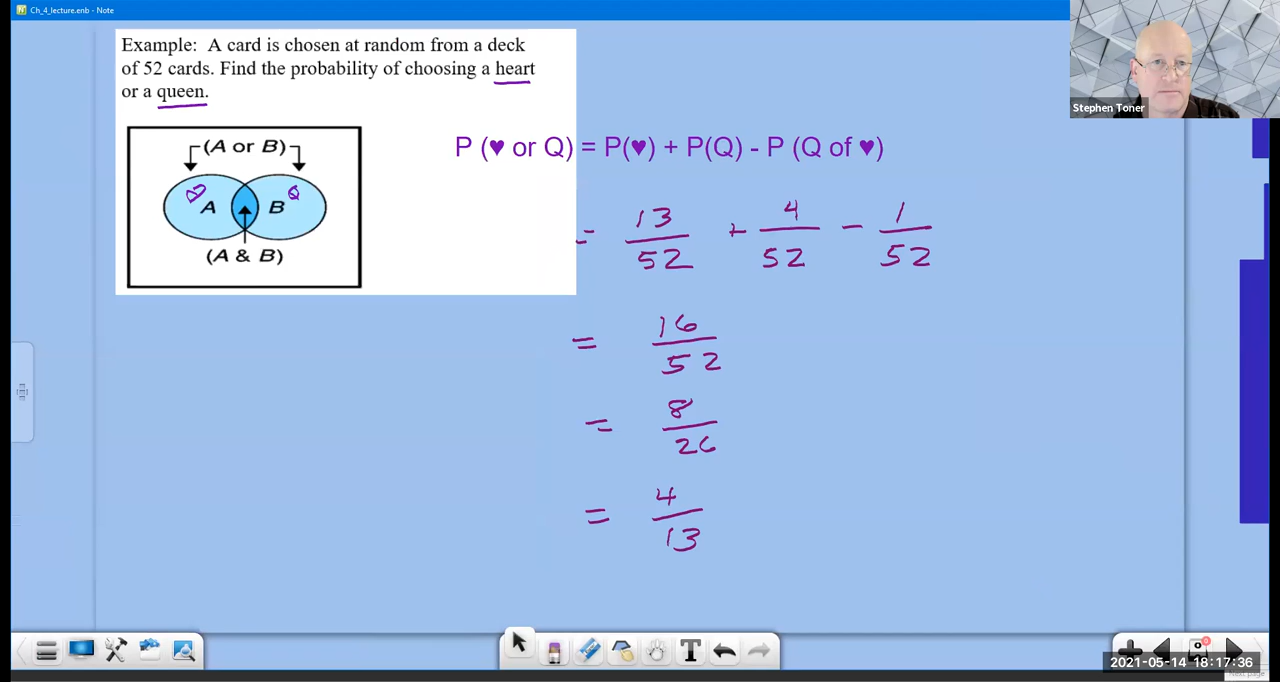 Ch_4_lecture.enb - Note
Example: A card is chosen at random from a deck
of 52 cards. Find the probability of choosing a heart
or a queen.
(A or B)
♡ A B Q
(A & B)
P (♥ or Q) = P(♥) + P(Q) - P (Q of ♥)
= 13/52 + 4/52 - 1/52
= 16/52
= 8/26
= 4/13
Stephen Toner
T
2021-05-14 18:17:36
Next page